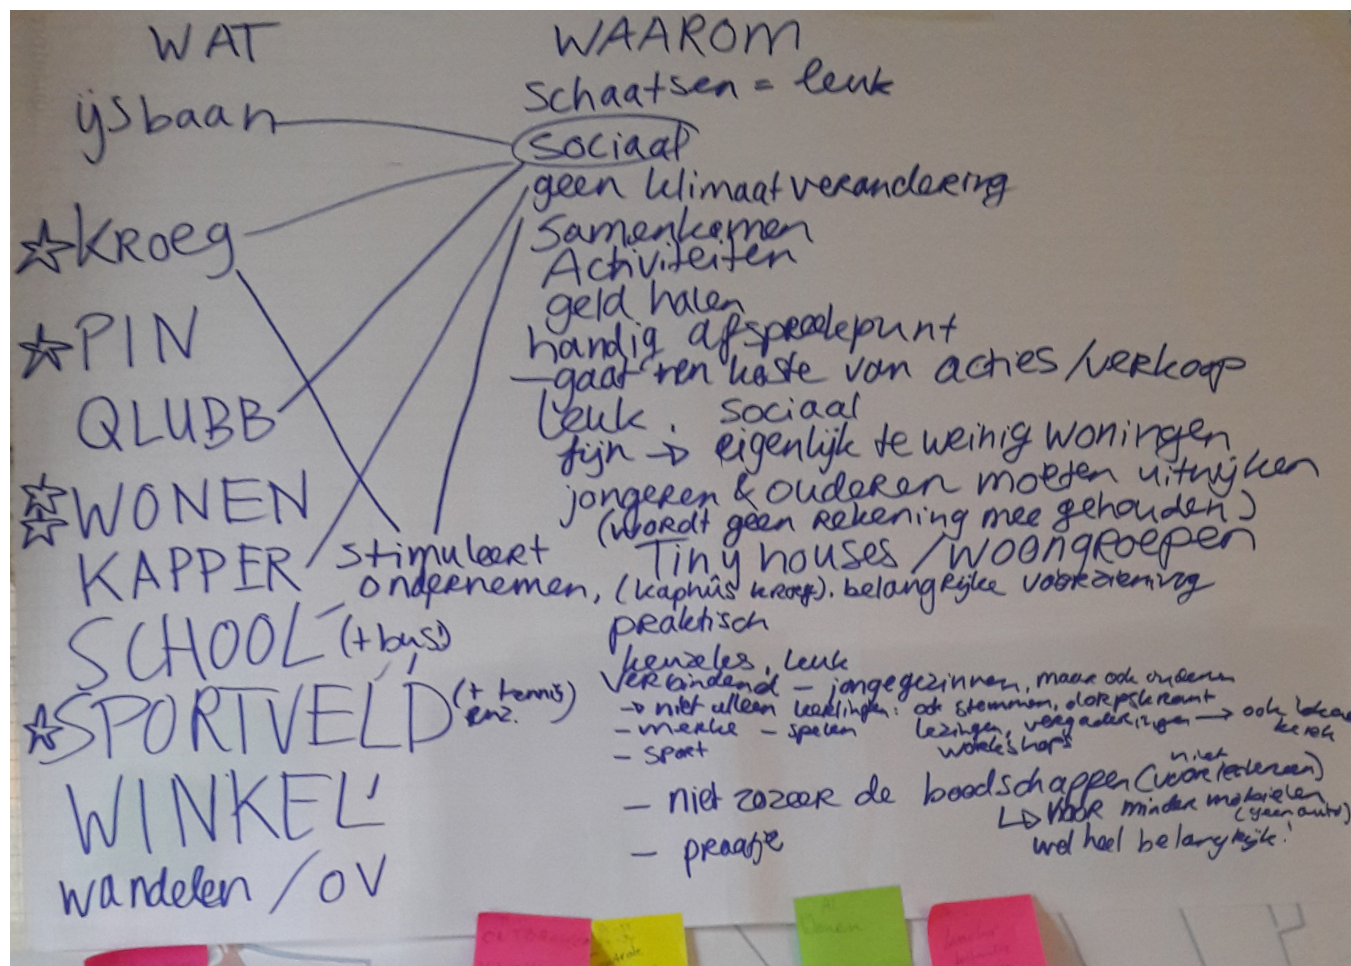 WAT
WAAROM
ijsbaan
schaatsen = leuk
sociaal
geen klimaatverandering
KROEG
samenkomen
Activiteiten
PIN
geld halen
handig afspreekpunt
- gaat ten koste van acties/verkoop
QLUBB
leuk. sociaal
WONEN
fijn → eigenlijk te weinig woningen
jongeren & ouderen moeten uitwijken
(wordt geen rekening mee gehouden)
Tiny houses / woongroepen
KAPPER
stimuleert
ondernemen, (kaphûs kroeg). belangrijke voorziening
praktisch
SCHOOL (+ bus!)
keuzeles, leuk
verbindend - jonge gezinnen, maar ook ouderen
→ niet alleen leerlingen: ook stemmen, dorpskrant
lezingen, vergaderingen → ook
workshops
kerk
SPORTVELD (+ tennis enz.
- merke - spelen
- sport
WINKEL!
- niet zozeer de boodschappen (voor iedereen)
niet
↳ voor minder mobielen
(geen auto)
wel heel belangrijk!
- praatje
wandelen / OV